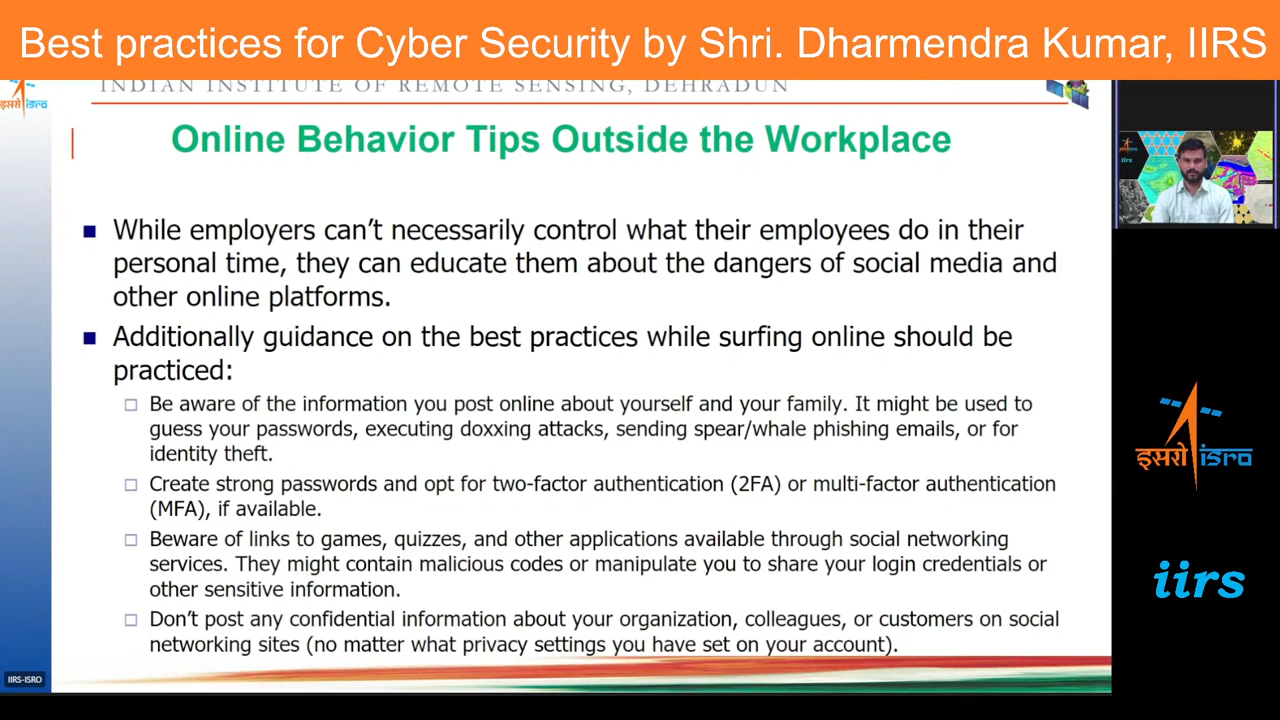 Best practices for Cyber Security by Shri. Dharmendra Kumar, IIRS
INDIAN INSTITUTE OF REMOTE SENSING, DEHRADUN
इसरो isro
Online Behavior Tips Outside the Workplace
While employers can’t necessarily control what their employees do in their
personal time, they can educate them about the dangers of social media and
other online platforms.
Additionally guidance on the best practices while surfing online should be
practiced:
Be aware of the information you post online about yourself and your family. It might be used to
guess your passwords, executing doxxing attacks, sending spear/whale phishing emails, or for
identity theft.
Create strong passwords and opt for two-factor authentication (2FA) or multi-factor authentication
(MFA), if available.
Beware of links to games, quizzes, and other applications available through social networking
services. They might contain malicious codes or manipulate you to share your login credentials or
other sensitive information.
Don’t post any confidential information about your organization, colleagues, or customers on social
networking sites (no matter what privacy settings you have set on your account).
IIRS-ISRO
iirs
इसरो isro
iirs